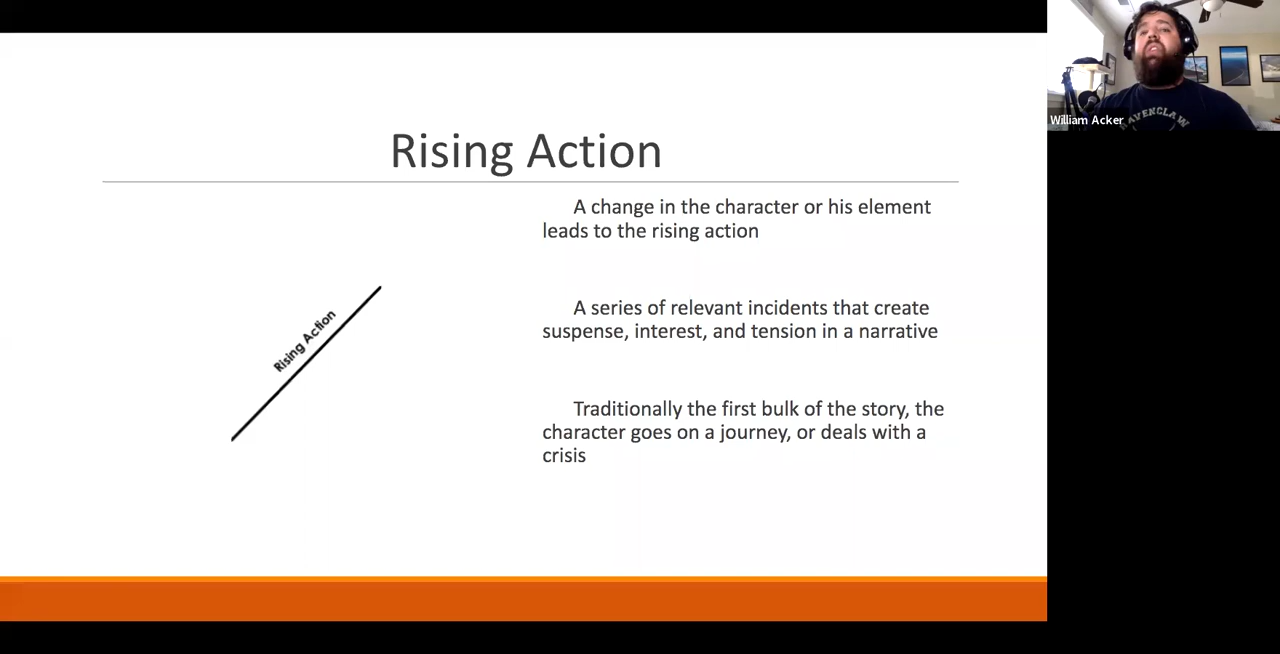 Rising Action
A change in the character or his element
leads to the rising action
A series of relevant incidents that create
suspense, interest, and tension in a narrative
Traditionally the first bulk of the story, the
character goes on a journey, or deals with a
crisis
Rising Action
William Acker
RAVENCLAW